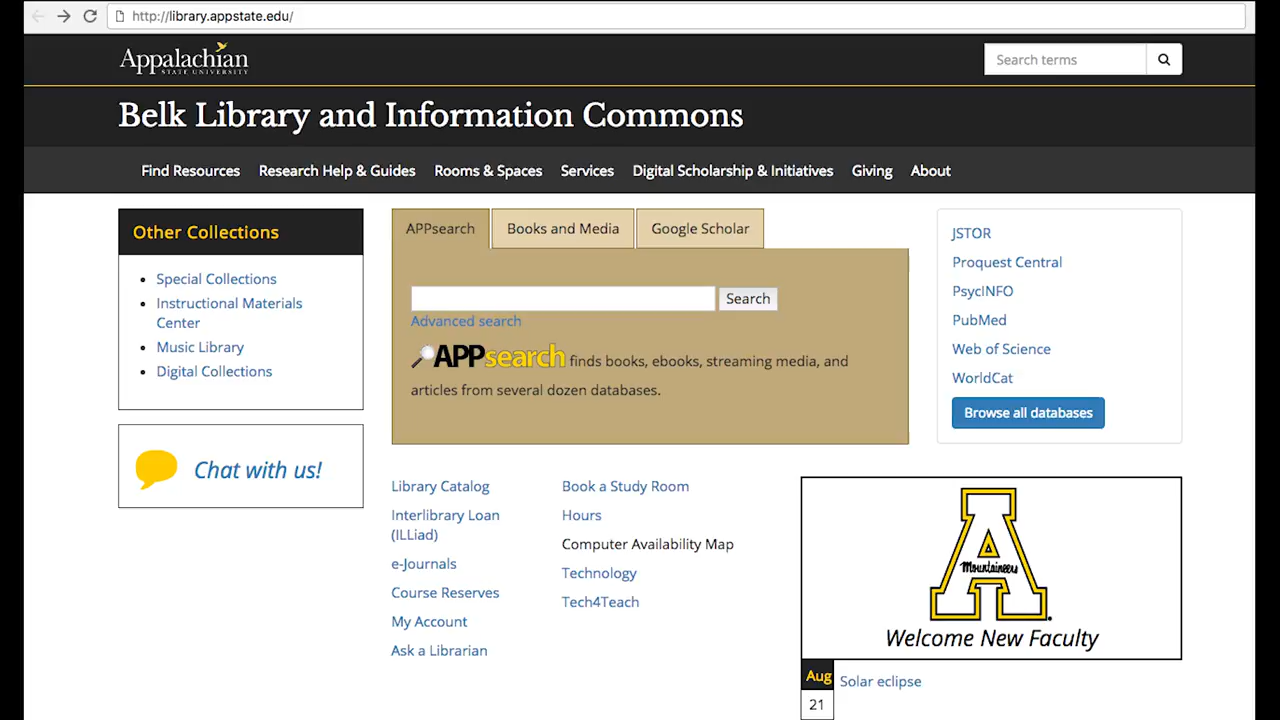 http://library.appstate.edu/
Appalachian
STATE UNIVERSITY
Search terms
Belk Library and Information Commons
Find Resources Research Help & Guides Rooms & Spaces Services Digital Scholarship & Initiatives Giving About
Other Collections
Special Collections
Instructional Materials
Center
Music Library
Digital Collections
Chat with us!
APPsearch Books and Media Google Scholar
Search
Advanced search
APPsearch finds books, ebooks, streaming media, and
articles from several dozen databases.
JSTOR
Proquest Central
PsycINFO
PubMed
Web of Science
WorldCat
Browse all databases
Library Catalog
Interlibrary Loan
(ILLiad)
e-Journals
Course Reserves
My Account
Ask a Librarian
Book a Study Room
Hours
Computer Availability Map
Technology
Tech4Teach
A
Mountaineers
Welcome New Faculty
Aug
21
Solar eclipse